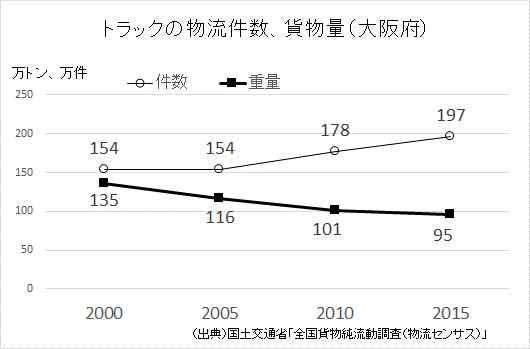 トラックの物流件数、貨物量（大阪府）
万トン、万件
件数 重量
250
200
150
100
50
0
154 154 178 197
135 116 101 95
2000 2005 2010 2015
（出典）国土交通省「全国貨物純流動調査（物流センサス）」